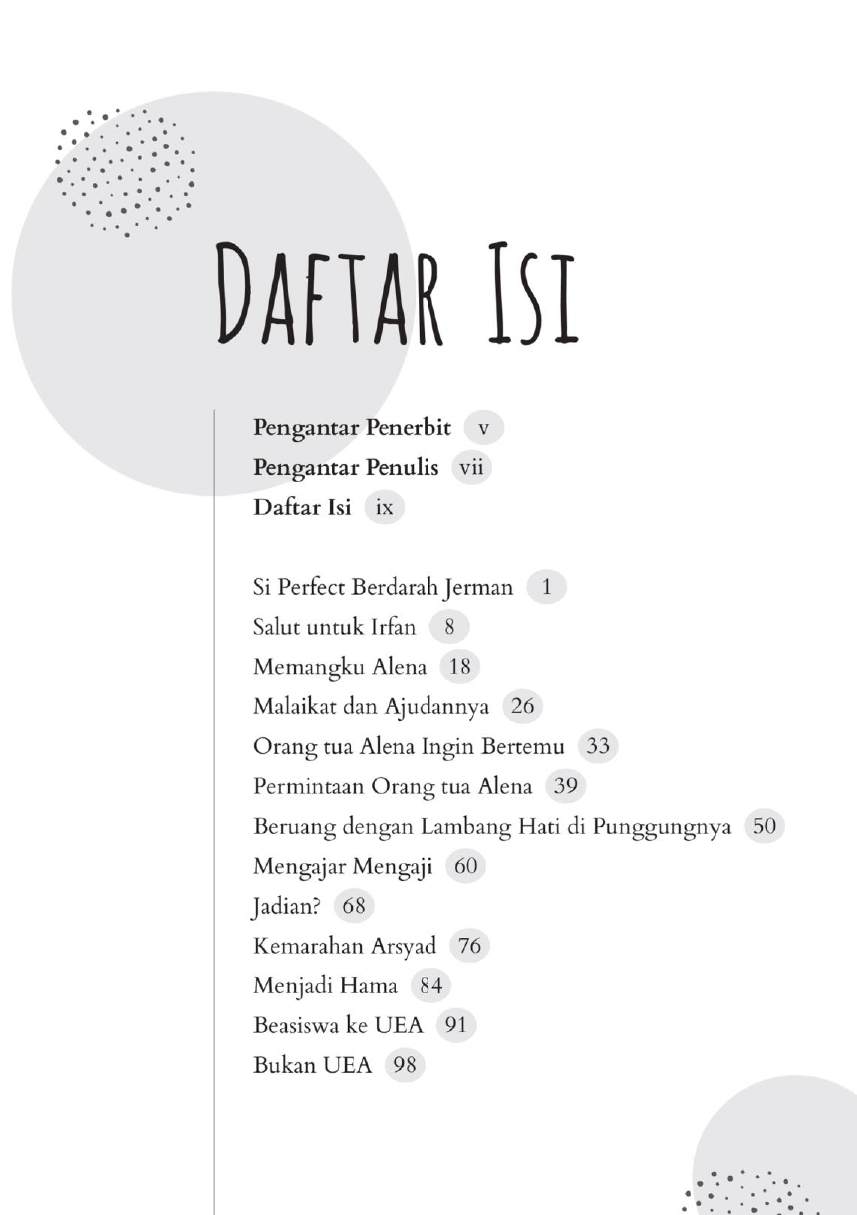 Daftar Isi
Pengantar Penerbit v
Pengantar Penulis vii
Daftar Isi ix
Si Perfect Berdarah Jerman 1
Salut untuk Irfan 8
Memangku Alena 18
Malaikat dan Ajudannya 26
Orang tua Alena Ingin Bertemu 33
Permintaan Orang tua Alena 39
Beruang dengan Lambang Hati di Punggungnya 50
Mengajar Mengaji 60
Jadian? 68
Kemarahan Arsyad 76
Menjadi Hama 84
Beasiswa ke UEA 91
Bukan UEA 98